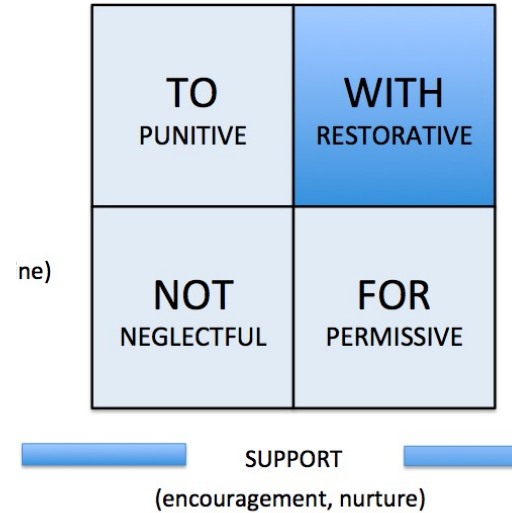 TO
PUNITIVE
WITH
RESTORATIVE
ne)
NOT
NEGLECTFUL
FOR
PERMISSIVE
SUPPORT
(encouragement, nurture)